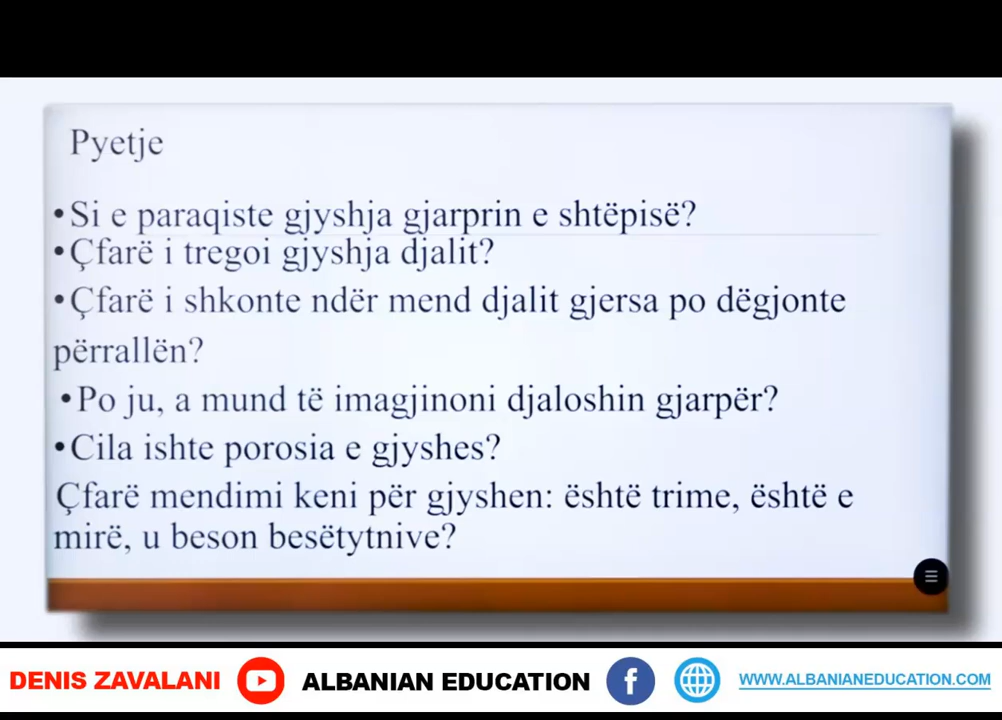 Pyetje
•Si e paraqiste gjyshja gjarprin e shtëpisë?
•Çfarë i tregoi gjyshja djalit?
•Çfarë i shkonte ndër mend djalit gjersa po dëgjonte
përrallën?
•Po ju, a mund të imagjinoni djaloshin gjarpër?
•Cila ishte porosia e gjyshes?
Çfarë mendimi keni për gjyshen: është trime, është e
mirë, u beson besëtytnive?
DENIS ZAVALANI ALBANIAN EDUCATION f WWW.ALBANIANEDUCATION.COM